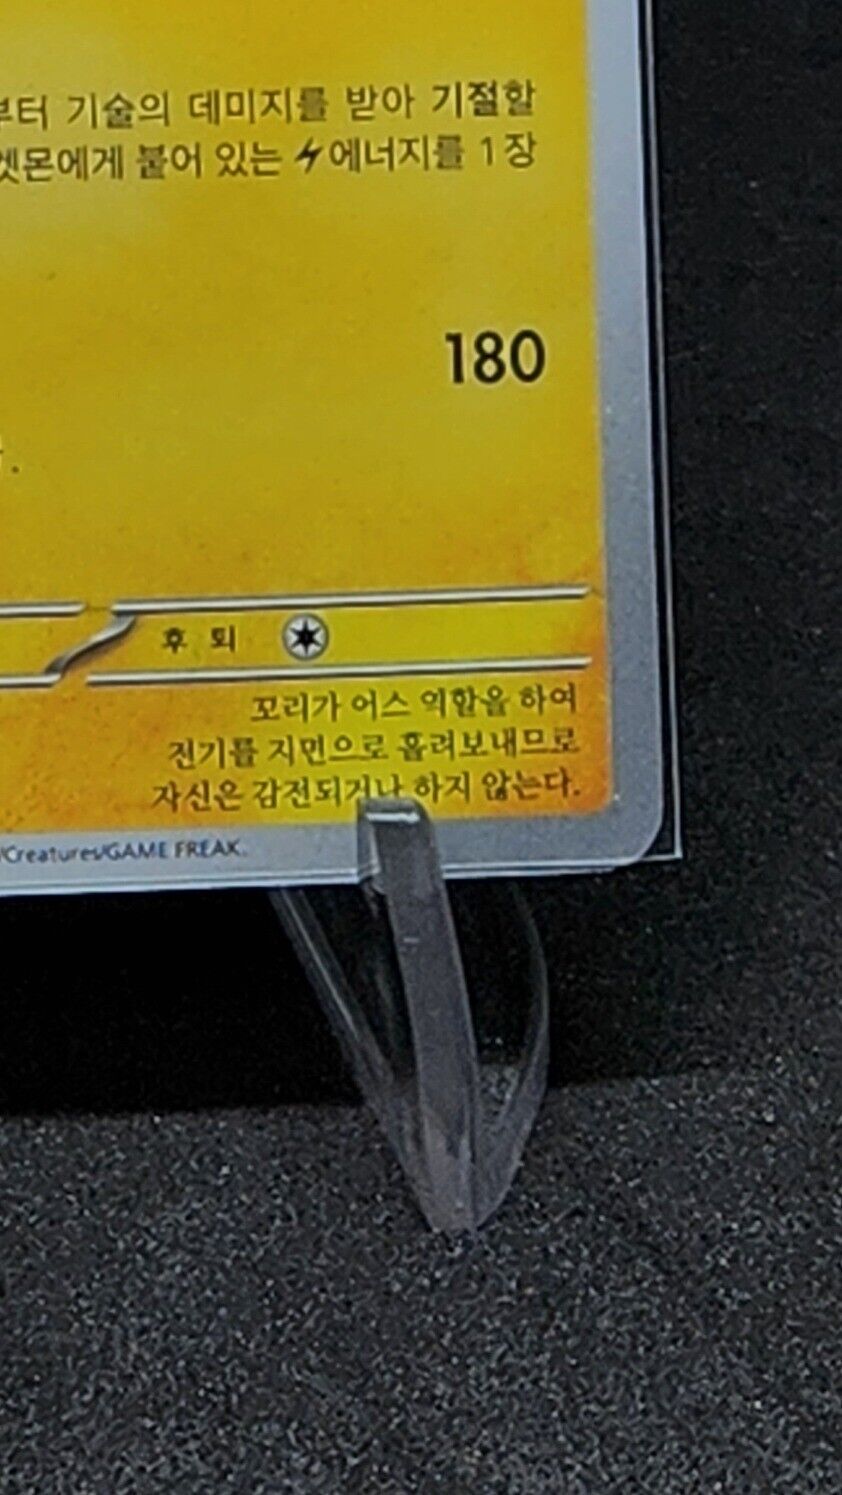 부터 기술의 데미지를 받아 기절할
켓몬에게 붙어 있는 에너지를 1장
180
후 퇴
꼬리가 어스 역할을 하여
전기를 지면으로 흘려보내므로
자신은 감전되거나 하지 않는다.
/Creatures/GAME FREAK.